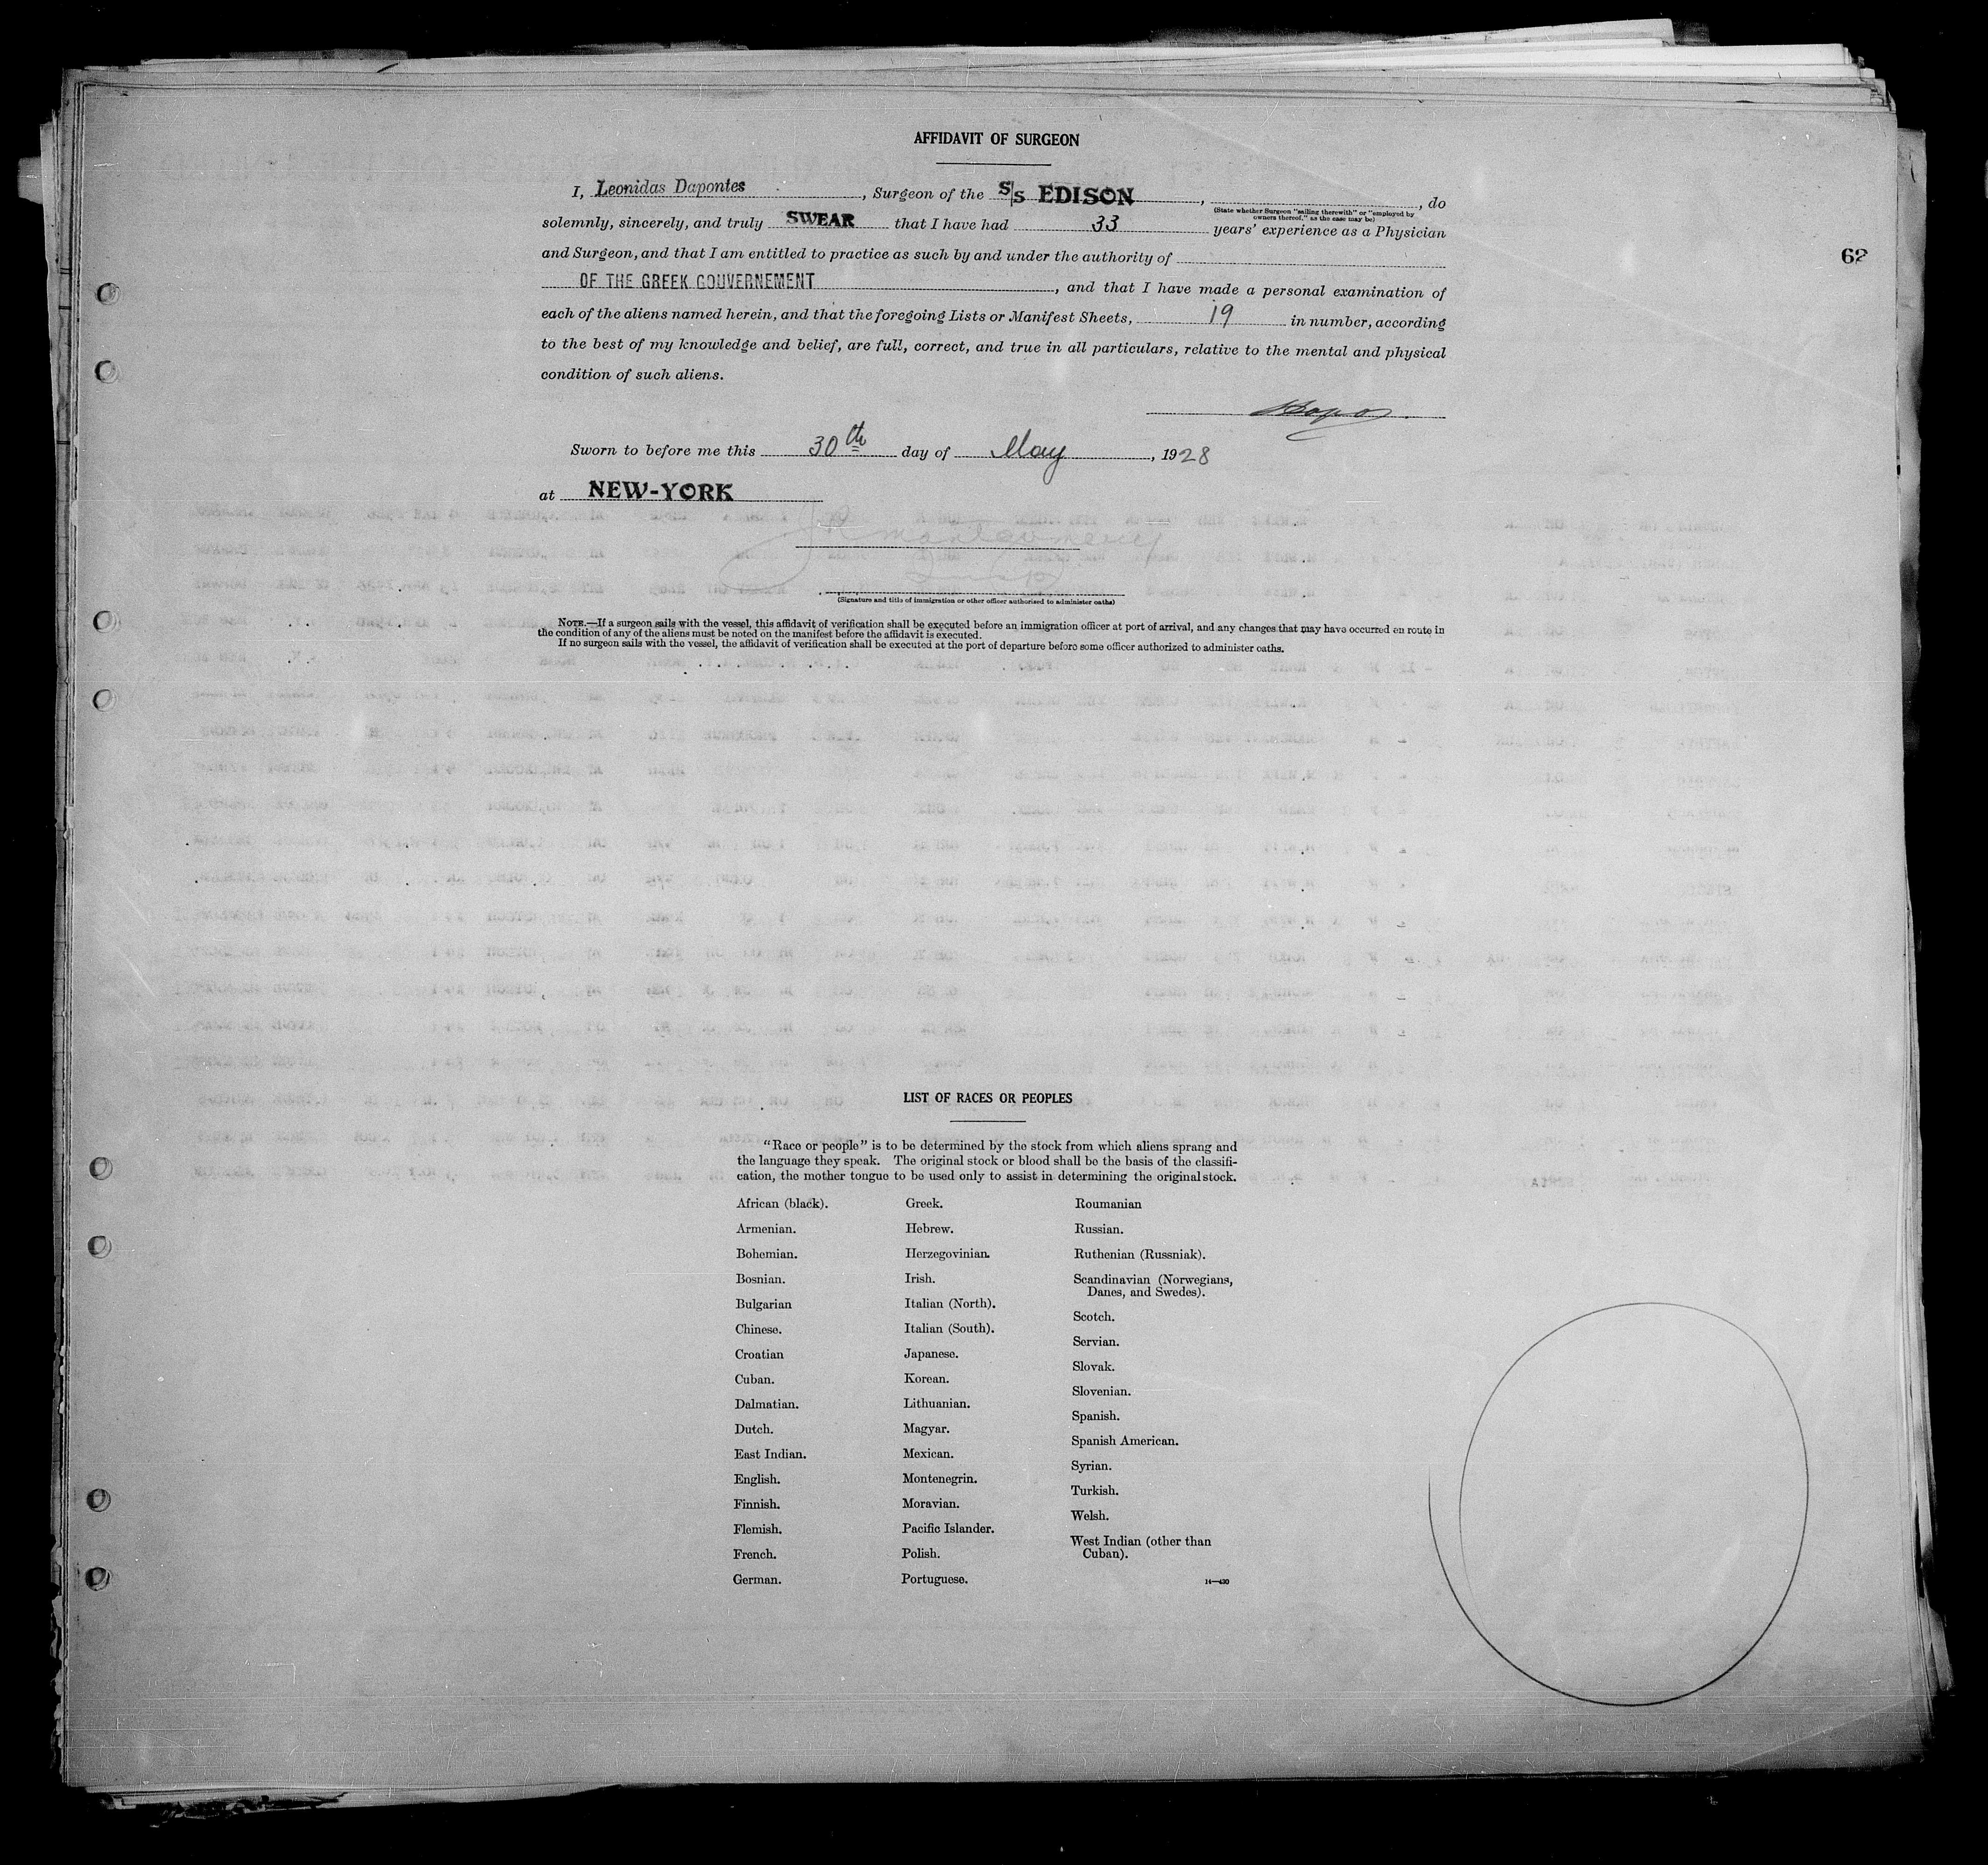 AFFIDAVIT OF SURGEON
I, Leonidas Dapontes, Surgeon of the S/S EDISON, , do
(State whether Surgeon "sailing therewith" or "employed by owners thereof," as the case may be)
solemnly, sincerely, and truly SWEAR that I have had 33 years' experience as a Physician
and Surgeon, and that I am entitled to practice as such by and under the authority of
OF THE GREEK GOUVERNEMENT, and that I have made a personal examination of
each of the aliens named herein, and that the foregoing Lists or Manifest Sheets, 19 in number, according
to the best of my knowledge and belief, are full, correct, and true in all particulars, relative to the mental and physical
condition of such aliens.
62
Sworn to before me this 30th day of May, 1928
at NEW-YORK
(Signature and title of immigration or other officer authorized to administer oaths)
NOTE.—If a surgeon sails with the vessel, this affidavit of verification shall be executed before an immigration officer at port of arrival, and any changes that may have occurred en route in
the condition of any of the aliens must be noted on the manifest before the affidavit is executed.
If no surgeon sails with the vessel, the affidavit of verification shall be executed at the port of departure before some officer authorized to administer oaths.
LIST OF RACES OR PEOPLES
"Race or people" is to be determined by the stock from which aliens sprang and
the language they speak. The original stock or blood shall be the basis of the classifi-
cation, the mother tongue to be used only to assist in determining the original stock.
African (black).
Armenian.
Bohemian.
Bosnian.
Bulgarian
Chinese.
Croatian
Cuban.
Dalmatian.
Dutch.
East Indian.
English.
Finnish.
Flemish.
French.
German.
Greek.
Hebrew.
Herzegovinian.
Irish.
Italian (North).
Italian (South).
Japanese.
Korean.
Lithuanian.
Magyar.
Mexican.
Montenegrin.
Moravian.
Pacific Islander.
Polish.
Portuguese.
Roumanian
Russian.
Ruthenian (Russniak).
Scandinavian (Norwegians,
Danes, and Swedes).
Scotch.
Servian.
Slovak.
Slovenian.
Spanish.
Spanish American.
Syrian.
Turkish.
Welsh.
West Indian (other than
Cuban).
14—430